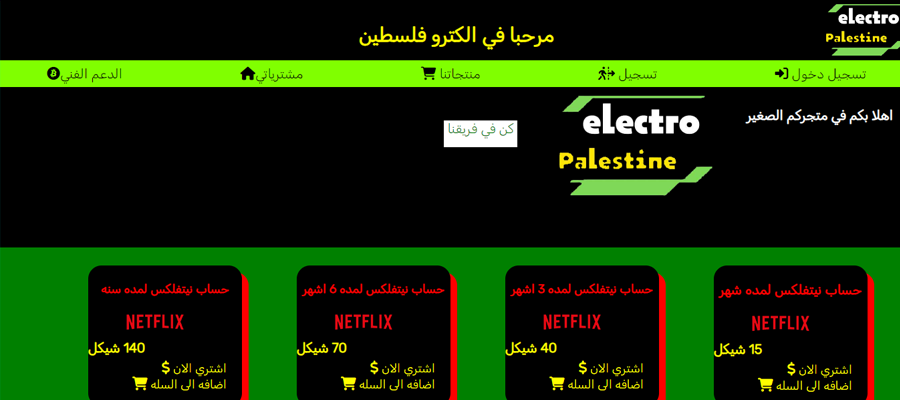 electro
Palestine
مرحبا في الكترو فلسطين
تسجيل دخول
تسجيل
منتجاتنا
مشترياتي
الدعم الفني
اهلا بكم في متجركم الصغير
electro
Palestine
كن في فريقنا
حساب نيتفلكس لمده شهر
NETFLIX
15 شيكل
اشتري الان $
اضافه الى السله
حساب نيتفلكس لمده 3 اشهر
NETFLIX
40 شيكل
اشتري الان $
اضافه الى السله
حساب نيتفلكس لمده 6 اشهر
NETFLIX
70 شيكل
اشتري الان $
اضافه الى السله
حساب نيتفلكس لمده سنه
NETFLIX
140 شيكل
اشتري الان $
اضافه الى السله